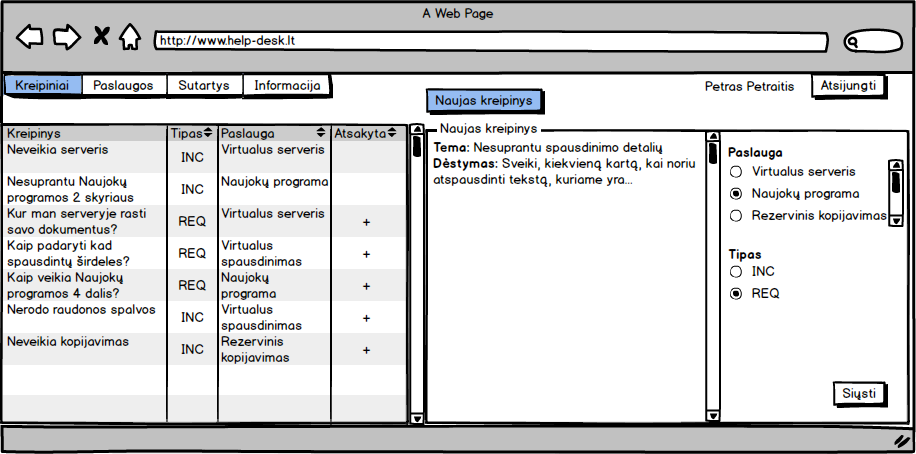 A Web Page
http://www.help-desk.lt
Kreipiniai Paslaugos Sutartys Informacija
Petras Petraitis Atsijungti
Naujas kreipinys
Kreipinys Tipas Paslauga Atsakyta
Neveikia serveris INC Virtualus serveris
Nesuprantu Naujokų
programos 2 skyriaus INC Naujokų programa
Kur man serveryje rasti
savo dokumentus? REQ Virtualus serveris +
Kaip padaryti kad
spausdintų širdeles? REQ Virtualus
spausdinimas +
Kaip veikia Naujokų
programos 4 dalis? REQ Naujokų
programa +
Nerodo raudonos spalvos INC Virtualus
spausdinimas +
Neveikia kopijavimas INC Rezervinis
kopijavimas +
Naujas kreipinys
Tema: Nesuprantu spausdinimo detalių
Dėstymas: Sveiki, kiekvieną kartą, kai noriu
atspausdinti tekstą, kuriame yra...
Paslauga
Virtualus serveris
Naujokų programa
Rezervinis kopijavimas
Tipas
INC
REQ
Siųsti